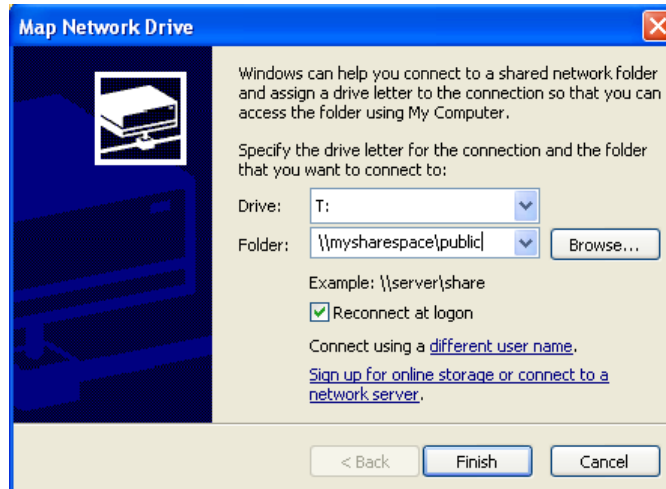 Map Network Drive
Windows can help you connect to a shared network folder
and assign a drive letter to the connection so that you can
access the folder using My Computer.
Specify the drive letter for the connection and the folder
that you want to connect to:
Drive: T:
Folder: \\mysharespace\public Browse...
Example: \\server\share
Reconnect at logon
Connect using a different user name.
Sign up for online storage or connect to a
network server.
< Back Finish Cancel